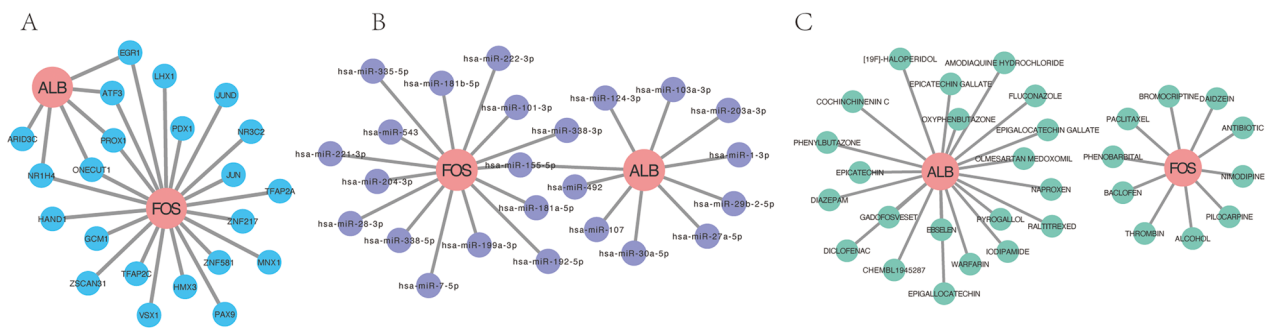 A
EGR1
LHX1
ALB
ATF3
JUND
PDX1
NR3C2
ARID3C
PROX1
NR1H4
ONECUT1
JUN
TFAP2A
FOS
HAND1
ZNF217
GCM1
ZNF581
MNX1
TFAP2C
ZSCAN31
HMX3
VSX1
PAX9
B
hsa-miR-222-3p
hsa-miR-335-5p
hsa-miR-181b-5p
hsa-miR-103a-3p
hsa-miR-124-3p
hsa-miR-101-3p
hsa-miR-203a-3p
hsa-miR-543
hsa-miR-338-3p
hsa-miR-221-3p
hsa-miR-155-5p
hsa-miR-1-3p
FOS
ALB
hsa-miR-204-3p
hsa-miR-492
hsa-miR-29b-2-5p
hsa-miR-181a-5p
hsa-miR-28-3p
hsa-miR-107
hsa-miR-27a-5p
hsa-miR-338-5p
hsa-miR-199a-3p
hsa-miR-30a-5p
hsa-miR-192-5p
hsa-miR-7-5p
C
[19F]-HALOPERIDOL
AMODIAQUINE HYDROCHLORIDE
EPICATECHIN GALLATE
FLUCONAZOLE
COCHINCHINENIN C
OXYPHENBUTAZONE
EPIGALOCATECHIN GALLATE
PHENYLBUTAZONE
OLMESARTAN MEDOXOMIL
EPICATECHIN
ALB
NAPROXEN
DIAZEPAM
GADOFOSVESET
PYROGALLOL
RALTITREXED
EBSELEN
DICLOFENAC
IODIPAMIDE
WARFARIN
CHEMBL1945287
EPIGALLOCATECHIN
BROMOCRIPTINE
DAIDZEIN
PACLITAXEL
ANTIBIOTIC
PHENOBARBITAL
FOS
NIMODIPINE
BACLOFEN
PILOCARPINE
THROMBIN
ALCOHOL